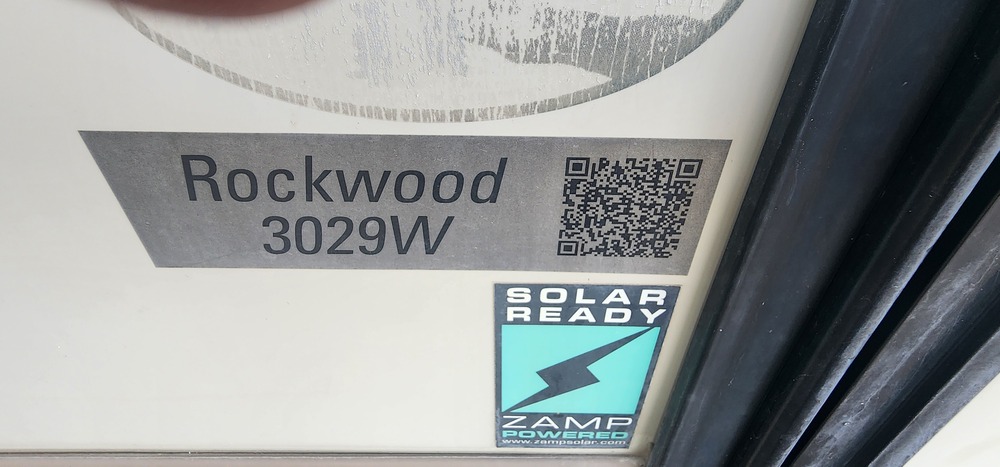 Rockwood
3029W
SOLAR
READY
ZAMP
POWERED
www.zampsolar.com